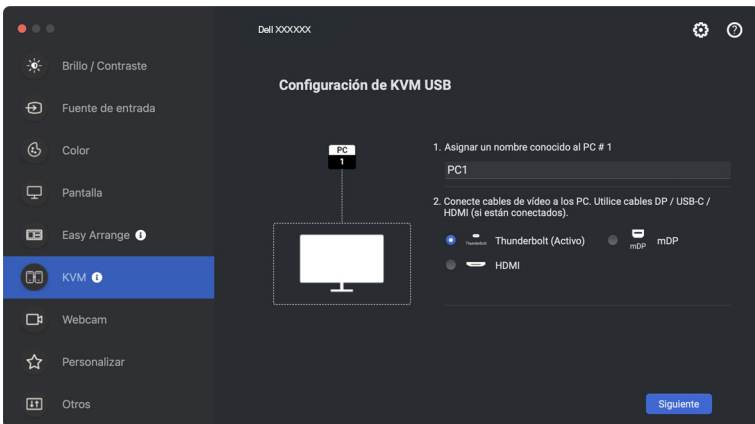 Dell XXXXXX
Brillo / Contraste
Fuente de entrada
Color
Pantalla
Easy Arrange
KVM
Webcam
Personalizar
Otros
Configuración de KVM USB
PC
1
1. Asignar un nombre conocido al PC # 1
PC1
2. Conecte cables de vídeo a los PC. Utilice cables DP / USB-C /
HDMI (si están conectados).
Thunderbolt
Thunderbolt (Activo)
mDP
mDP
HDMI
Siguiente